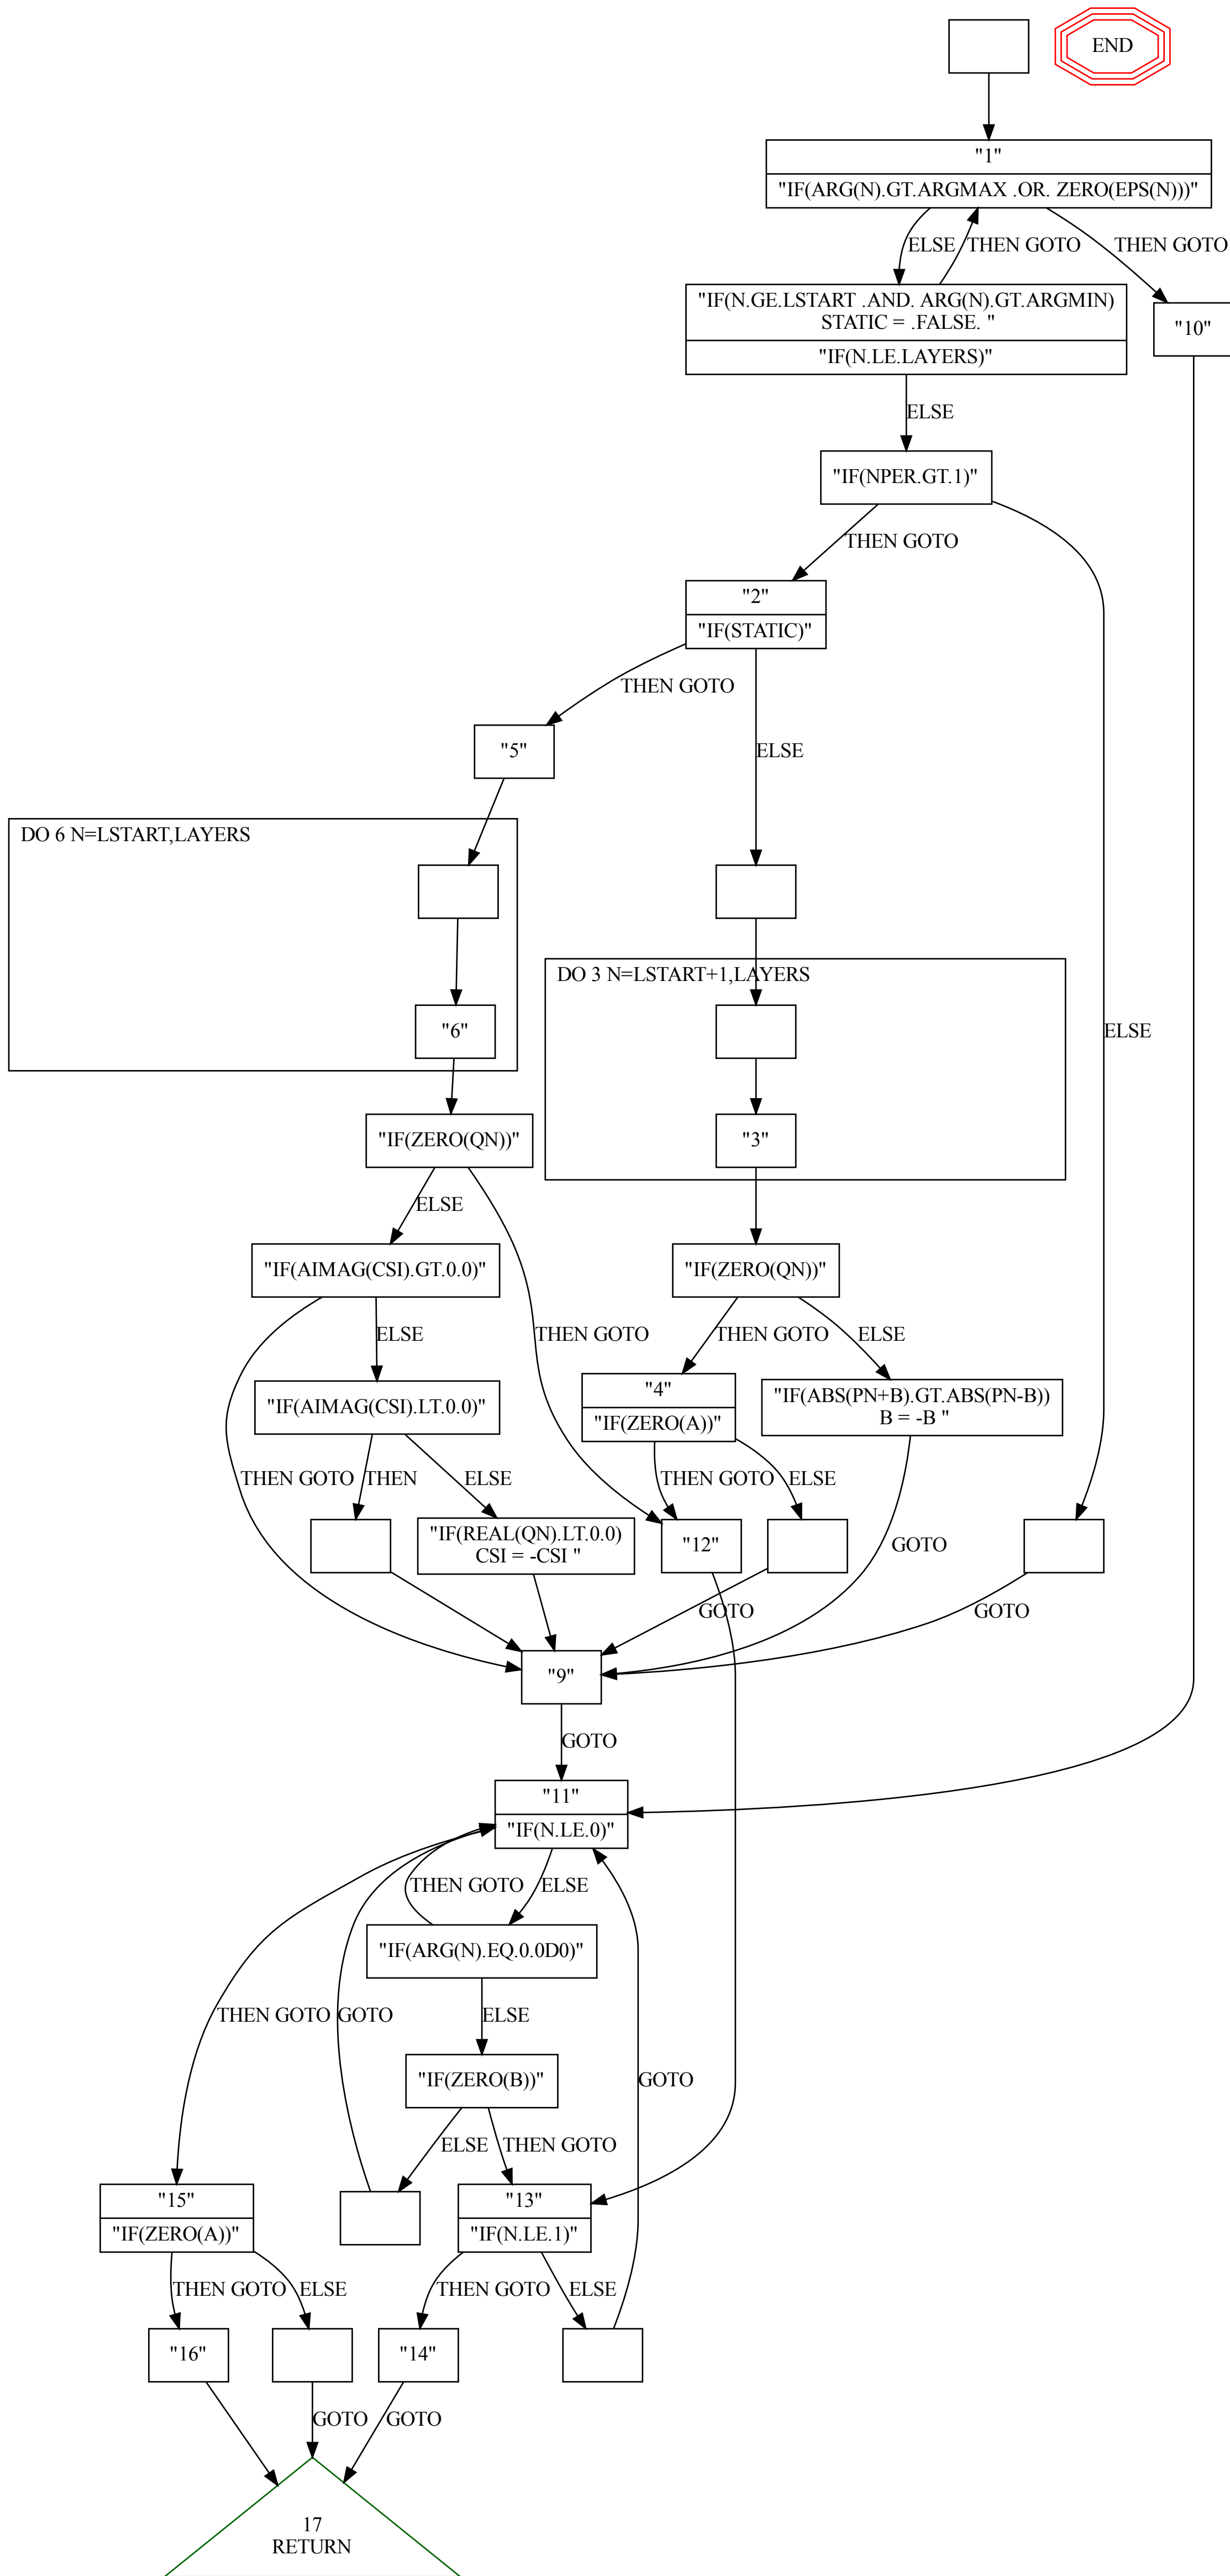 END
"1"
"IF(ARG(N).GT.ARGMAX .OR. ZERO(EPS(N)))"
ELSE
THEN GOTO
THEN GOTO
"IF(N.GE.LSTART .AND. ARG(N).GT.ARGMIN)
STATIC = .FALSE. "
"IF(N.LE.LAYERS)"
"10"
ELSE
"IF(NPER.GT.1)"
THEN GOTO
"2"
"IF(STATIC)"
THEN GOTO
"5"
ELSE
DO 6 N=LSTART,LAYERS
DO 3 N=LSTART+1,LAYERS
"6"
ELSE
"IF(ZERO(QN))"
"3"
ELSE
"IF(AIMAG(CSI).GT.0.0)"
"IF(ZERO(QN))"
ELSE
THEN GOTO
THEN GOTO
ELSE
"4"
"IF(ZERO(A))"
"IF(AIMAG(CSI).LT.0.0)"
"IF(ABS(PN+B).GT.ABS(PN-B))
B = -B "
THEN GOTO
THEN
ELSE
THEN GOTO
ELSE
"IF(REAL(QN).LT.0.0)
CSI = -CSI "
"12"
GOTO
GOTO
GOTO
"9"
GOTO
"11"
"IF(N.LE.0)"
THEN GOTO
ELSE
"IF(ARG(N).EQ.0.0D0)"
THEN GOTO
GOTO
ELSE
"IF(ZERO(B))"
GOTO
ELSE
THEN GOTO
"15"
"IF(ZERO(A))"
"13"
"IF(N.LE.1)"
THEN GOTO
ELSE
THEN GOTO
ELSE
"16"
"14"
GOTO
GOTO
17
RETURN